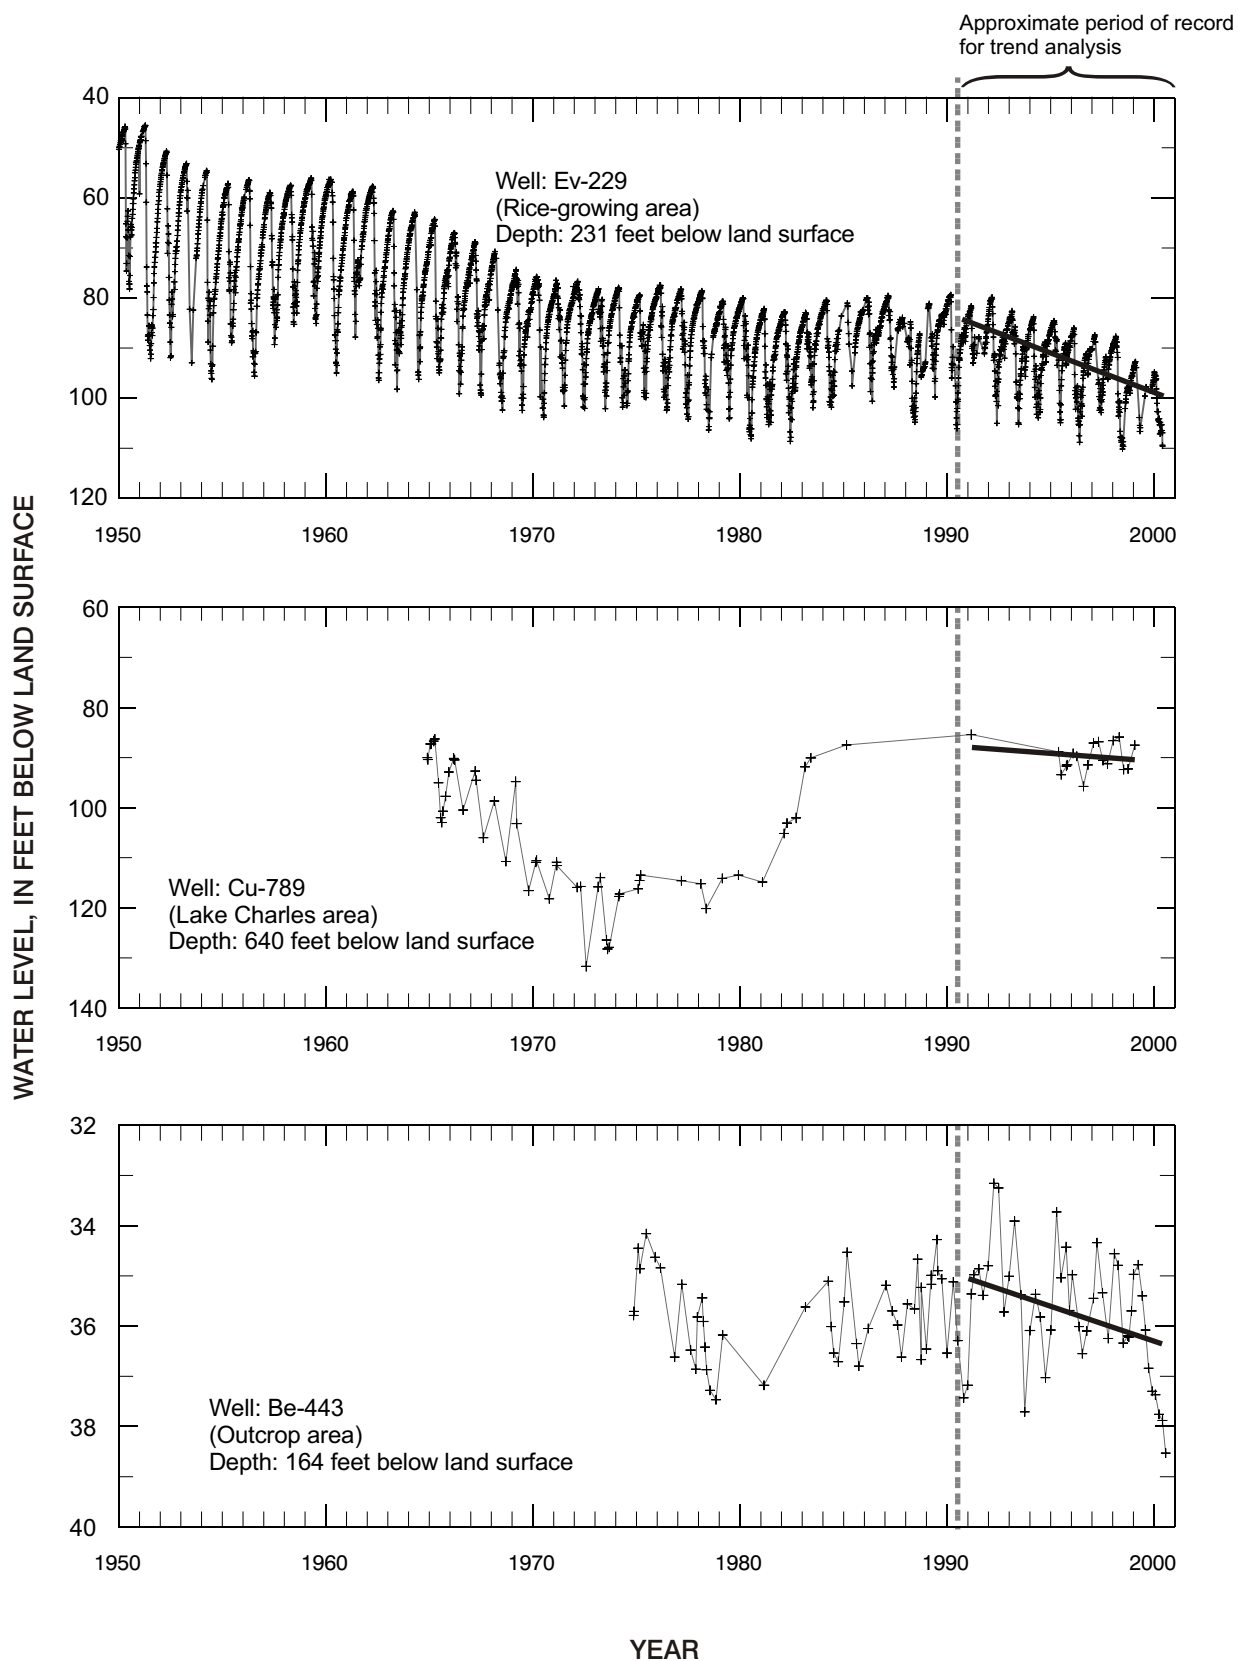 Approximate period of record
for trend analysis
40
60
80
100
120
Well: Ev-229
(Rice-growing area)
Depth: 231 feet below land surface
1950 1960 1970 1980 1990 2000
60
80
100
120
140
Well: Cu-789
(Lake Charles area)
Depth: 640 feet below land surface
1950 1960 1970 1980 1990 2000
32
34
36
38
40
Well: Be-443
(Outcrop area)
Depth: 164 feet below land surface
1950 1960 1970 1980 1990 2000
WATER LEVEL, IN FEET BELOW LAND SURFACE
YEAR